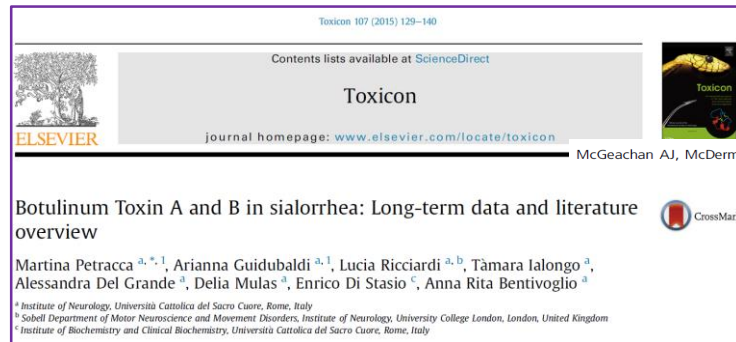 Toxicon 107 (2015) 129–140
Contents lists available at ScienceDirect
Toxicon
journal homepage: www.elsevier.com/locate/toxicon
ELSEVIER
Toxicon
McGeachan AJ, McDerm
Botulinum Toxin A and B in sialorrhea: Long-term data and literature
overview
CrossMar
Martina Petracca a, *, 1, Arianna Guidubaldi a, 1, Lucia Ricciardi a, b, Tàmara Ialongo a,
Alessandra Del Grande a, Delia Mulas a, Enrico Di Stasio c, Anna Rita Bentivoglio a
a Institute of Neurology, Università Cattolica del Sacro Cuore, Rome, Italy
b Sobell Department of Motor Neuroscience and Movement Disorders, Institute of Neurology, University College London, London, United Kingdom
c Institute of Biochemistry and Clinical Biochemistry, Università Cattolica del Sacro Cuore, Rome, Italy